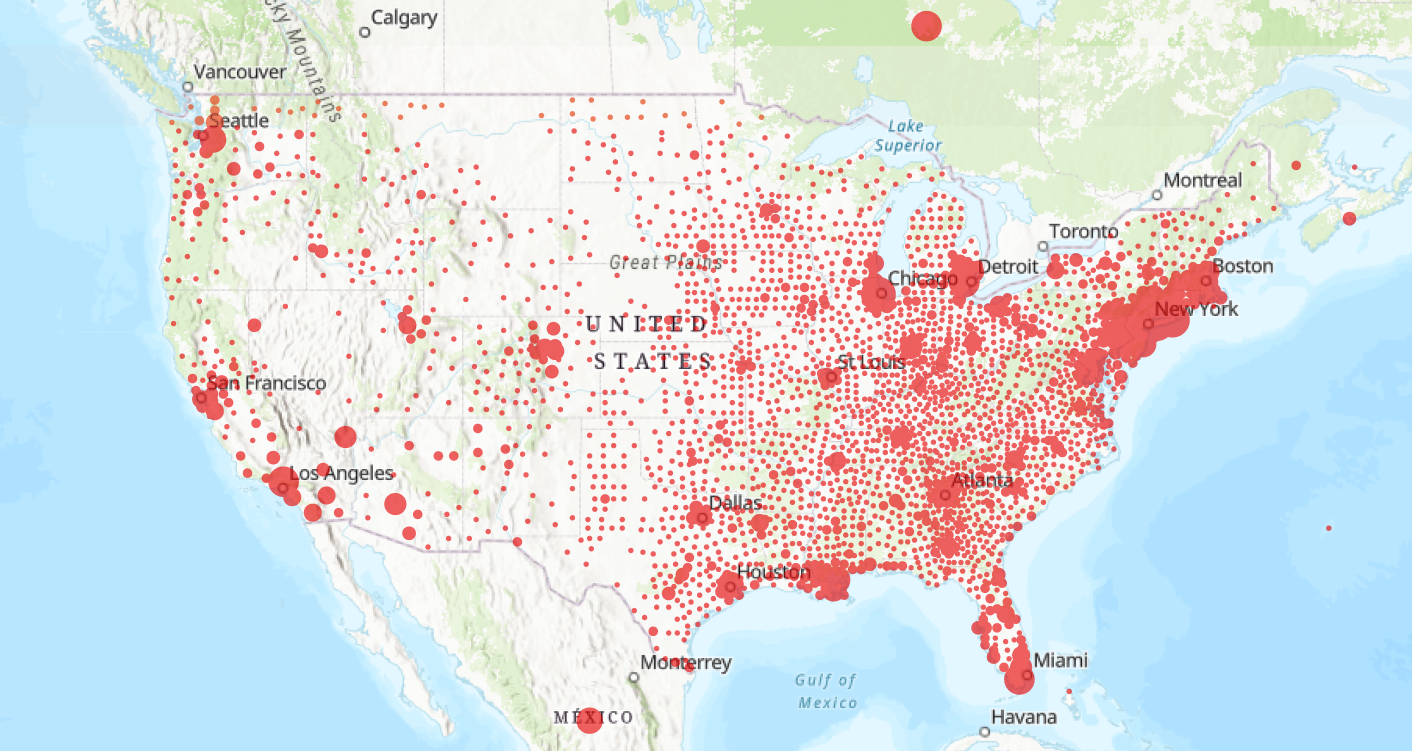 Calgary
Rocky Mountains
Vancouver
Seattle
Lake
Superior
Montreal
Toronto
Great Plains
Chicago
Detroit
Boston
New York
UNITED
STATES
St Louis
San Francisco
Los Angeles
Atlanta
Dallas
Houston
Monterrey
Miami
Gulf of
Mexico
MÉXICO
Havana